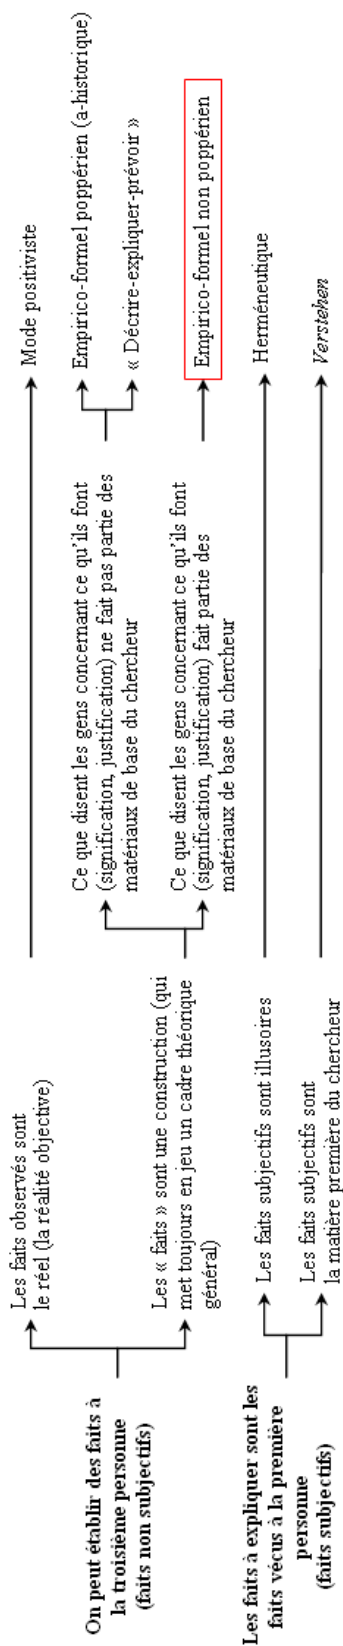 On peut établir des faits à
la troisième personne
(faits non subjectifs)
Les faits observés sont
le réel (la réalité objective)
Mode positiviste
Les « faits » sont une construction (qui
met toujours en jeu un cadre théorique
général)
Ce que disent les gens concernant ce qu'ils font
(signification, justification) ne fait pas partie des
matériaux de base du chercheur
Empirico-formel poppérien (a-historique)
« Décrire-expliquer-prévoir »
Ce que disent les gens concernant ce qu'ils font
(signification, justification) fait partie des
matériaux de base du chercheur
Empirico-formel non poppérien
Les faits à expliquer sont les
faits vécus à la première
personne
(faits subjectifs)
Les faits subjectifs sont illusoires
Herméneutique
Les faits subjectifs sont
la matière première du chercheur
Verstehen